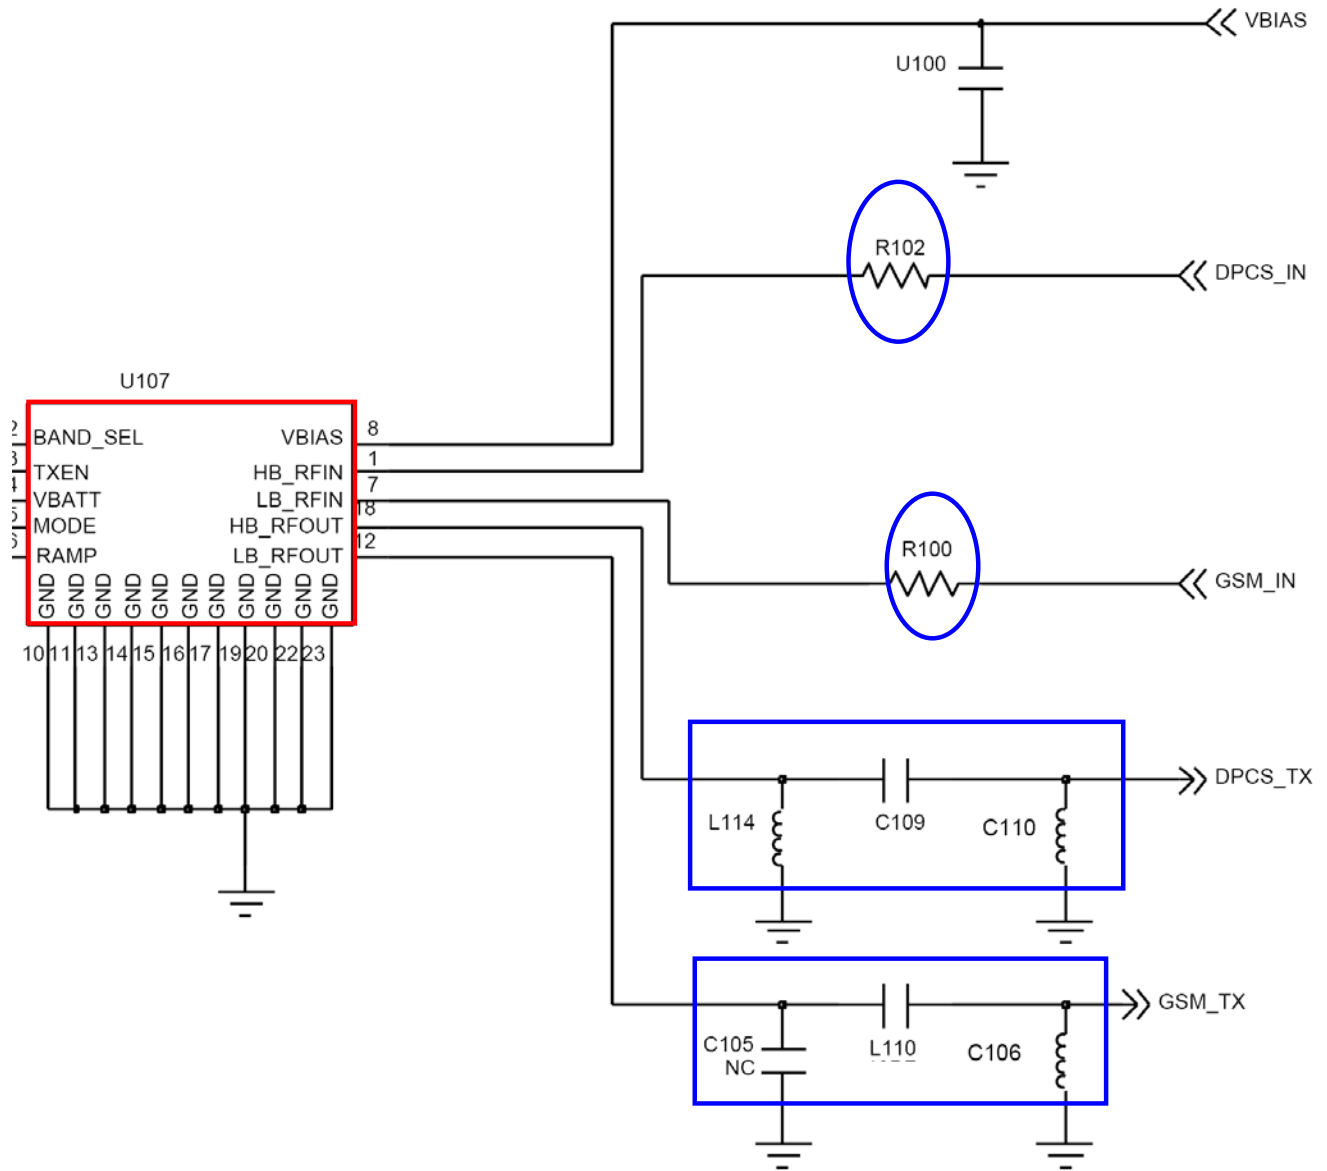 VBIAS
U100
R102
DPCS_IN
U107
BAND_SEL VBIAS 8
TXEN HB_RFIN 1
VBATT LB_RFIN 7
MODE HB_RFOUT 18
RAMP LB_RFOUT 12
GND GND GND GND GND GND GND GND GND GND GND
10 11 13 14 15 16 17 19 20 22 23
R100
GSM_IN
DPCS_TX
L114 C109 C110
GSM_TX
C105 L110 C106
NC